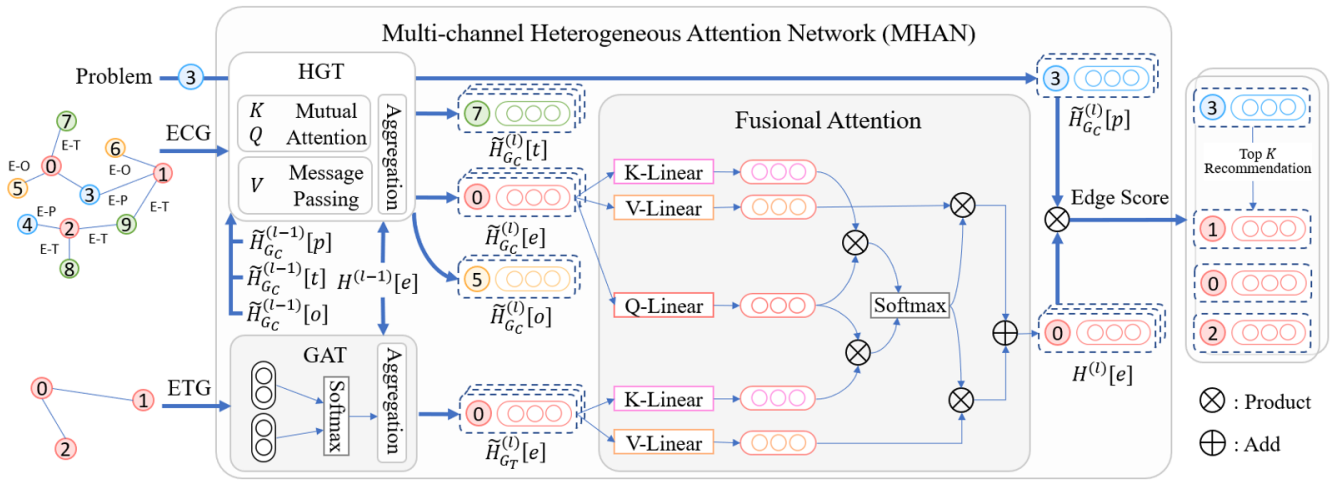 Multi-channel Heterogeneous Attention Network (MHAN)
Problem
3
HGT
K
Mutual
Q
Attention
V
Message
Passing
Aggregation
ECG
7
6
0
1
5
3
4
2
9
8
E-T
E-O
E-O
E-P
E-T
E-P
E-T
E-T
H̃_{G_C}^{(l-1)}[p]
H̃_{G_C}^{(l-1)}[t]
H̃_{G_C}^{(l-1)}[o]
H^{(l-1)}[e]
7
H̃_{G_C}^{(l)}[t]
0
H̃_{G_C}^{(l)}[e]
5
H̃_{G_C}^{(l)}[o]
ETG
0
1
2
GAT
Softmax
Aggregation
0
H̃_{G_T}^{(l)}[e]
Fusional Attention
K-Linear
V-Linear
Q-Linear
Softmax
K-Linear
V-Linear
3
H̃_{G_C}^{(l)}[p]
Edge Score
0
H^{(l)}[e]
3
Top K
Recommendation
1
0
2
⊗ : Product
⊕ : Add